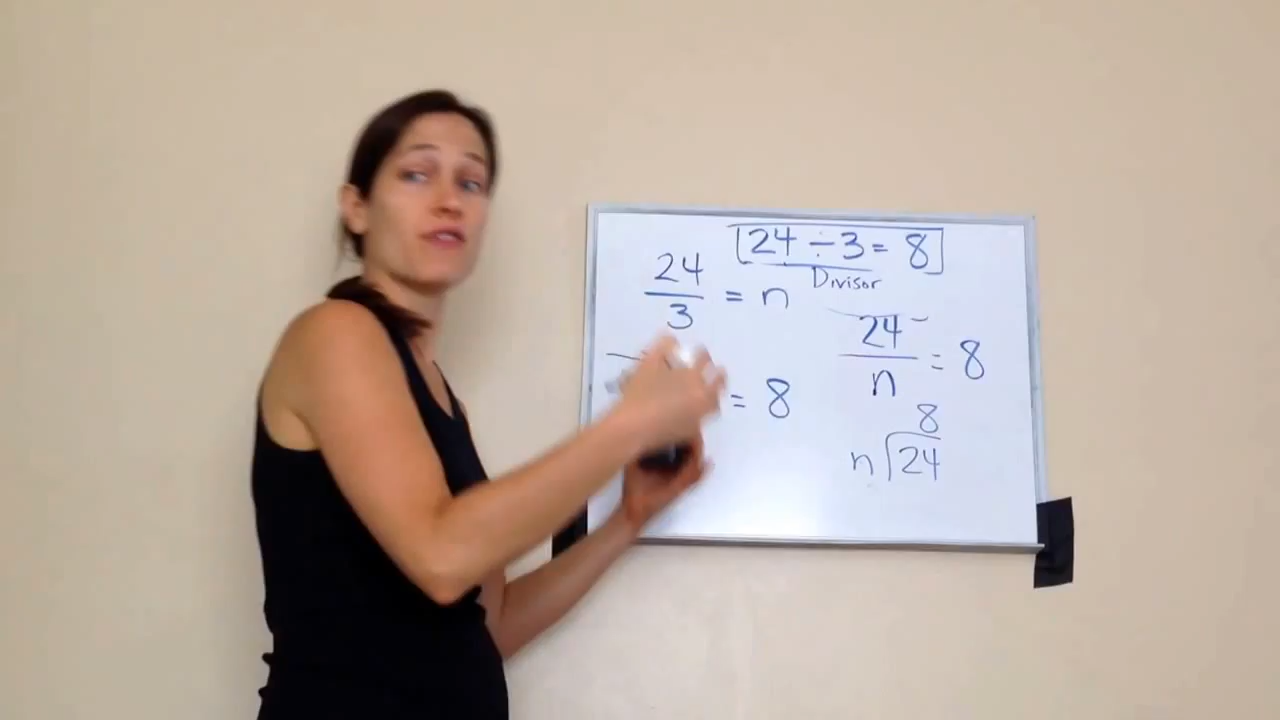 24 ÷ 3 = 8
Divisor
24
3
= n
= 8
24
n
= 8
8
n 24